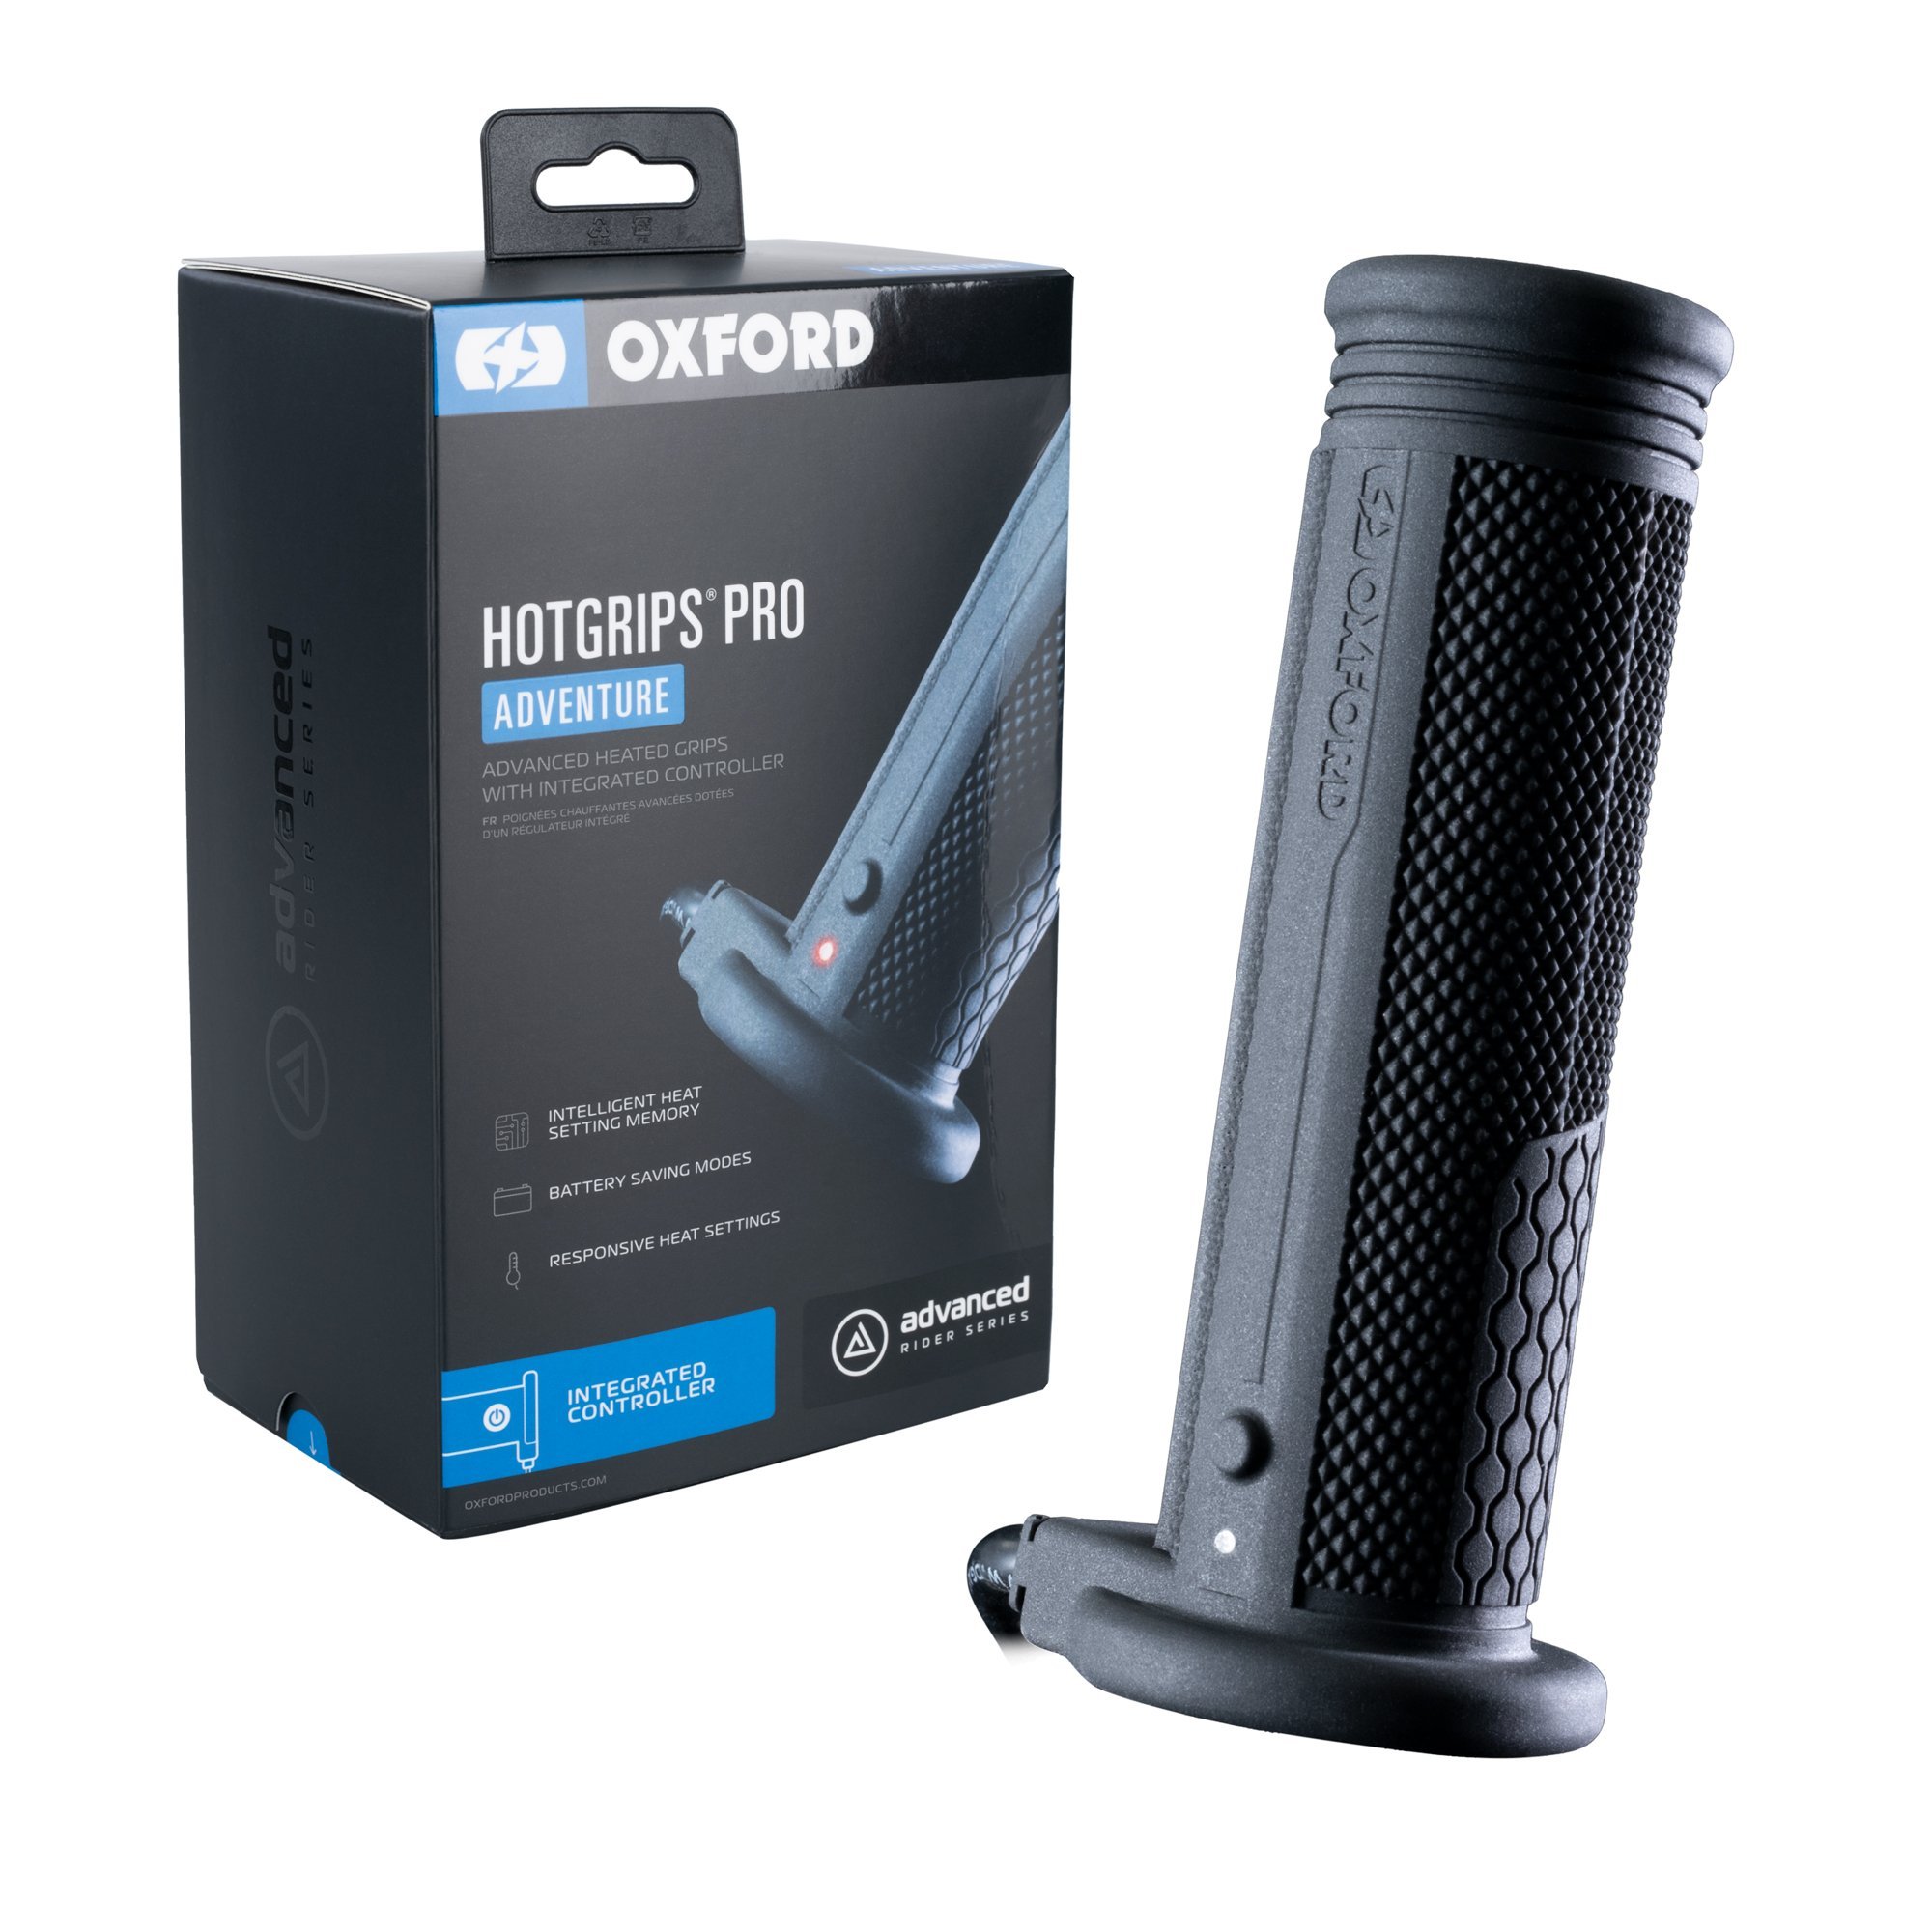 ADVENTURE
OXFORD
HOTGRIPS® PRO
ADVENTURE
ADVANCED HEATED GRIPS
WITH INTEGRATED CONTROLLER
FR POIGNÉES CHAUFFANTES AVANCÉES DOTÉES
D'UN RÉGULATEUR INTÉGRÉ
INTELLIGENT HEAT
SETTING MEMORY
BATTERY SAVING MODES
RESPONSIVE HEAT SETTINGS
INTEGRATED
CONTROLLER
advanced
RIDER SERIES
OXFORDPRODUCTS.COM
advanced
RIDER SERIES
OXFORD